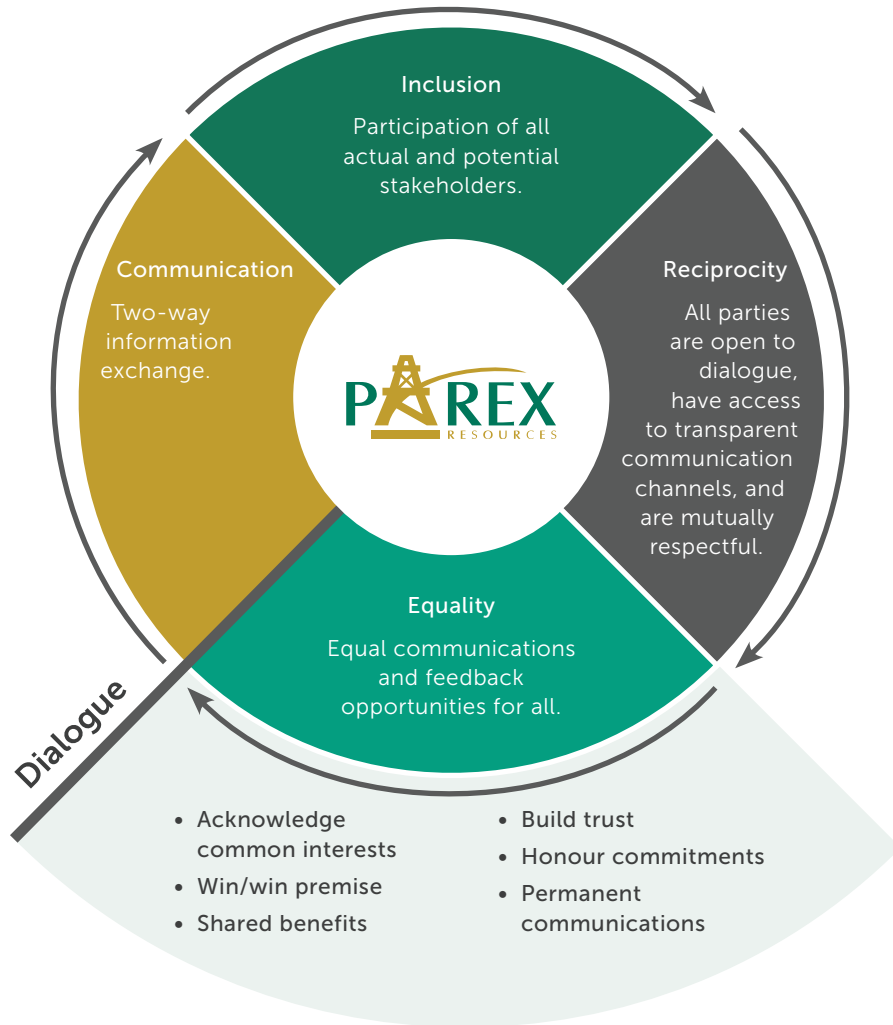 Inclusion
Participation of all
actual and potential
stakeholders.
Communication
Two-way
information
exchange.
Reciprocity
All parties
are open to
dialogue,
have access
to transparent
communication
channels, and
are mutually
respectful.
PAREX
RESOURCES
Equality
Equal communications
and feedback
opportunities for all.
Dialogue
• Acknowledge
common interests
• Win/win premise
• Shared benefits
• Build trust
• Honour commitments
• Permanent
communications